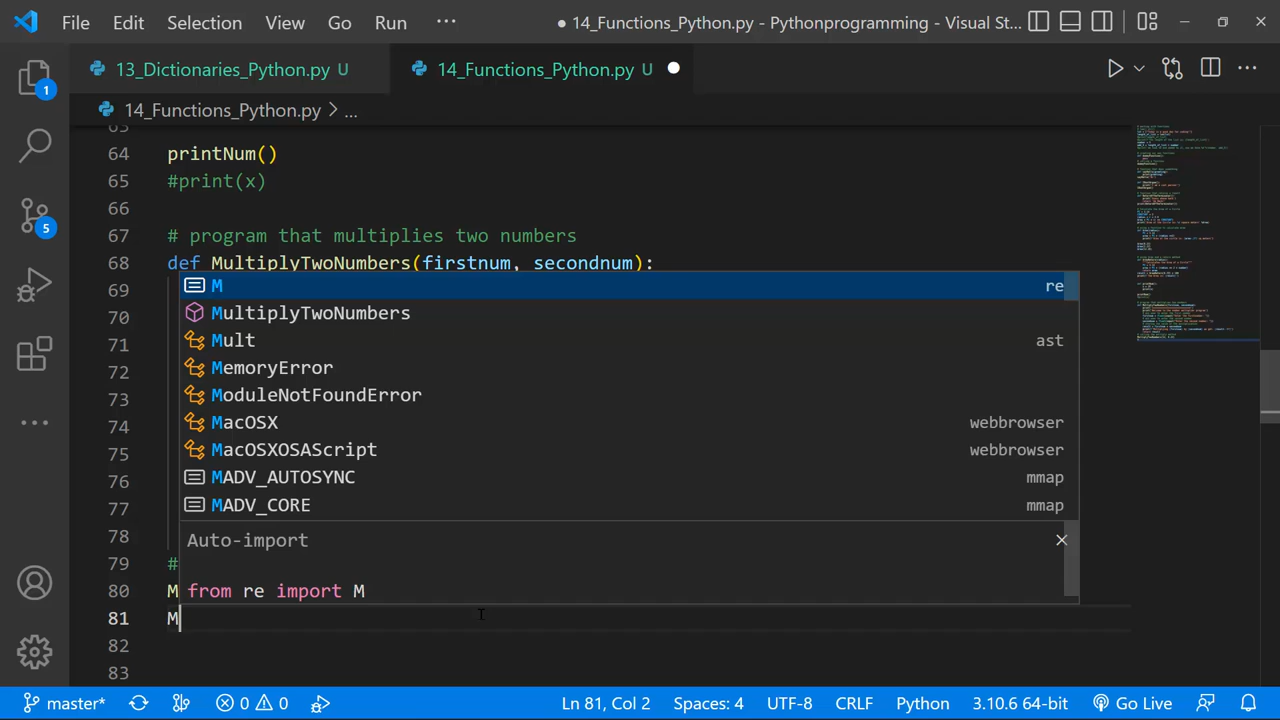 File Edit Selection View Go Run ··· ● 14_Functions_Python.py - Pythonprogramming - Visual St...
13_Dictionaries_Python.py U 14_Functions_Python.py U
14_Functions_Python.py > ...
63
64 printNum()
65 #print(x)
66
67 # program that multiplies two numbers
68 def MultiplyTwoNumbers(firstnum, secondnum):
69 M re
70 MultiplyTwoNumbers
71 Mult ast
72 MemoryError
73 ModuleNotFoundError
74 MacOSX webbrowser
75 MacOSXOSAScript webbrowser
76 MADV_AUTOSYNC mmap
77 MADV_CORE mmap
78 Auto-import
79 #
80 M from re import M
81 M
82
83
1
5
master* 0 0 Ln 81, Col 2 Spaces: 4 UTF-8 CRLF Python 3.10.6 64-bit Go Live